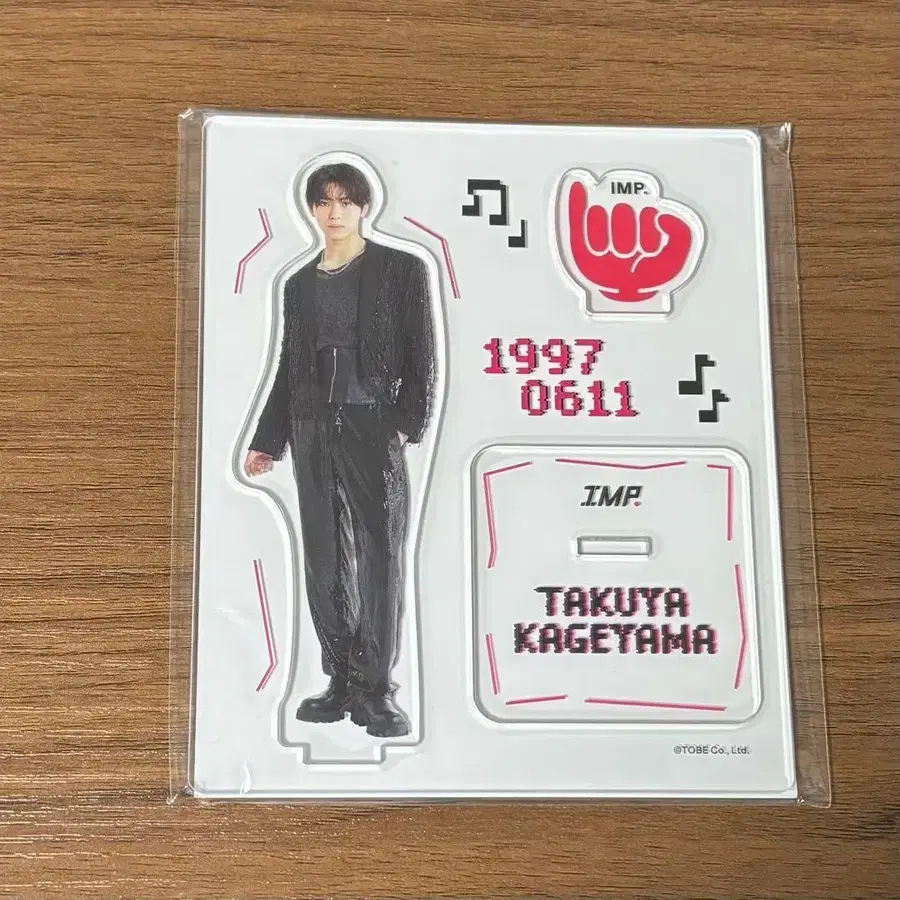 IMP.
1997
0611
IMP.
TAKUYA
KAGEYAMA
©TOBE Co., Ltd.